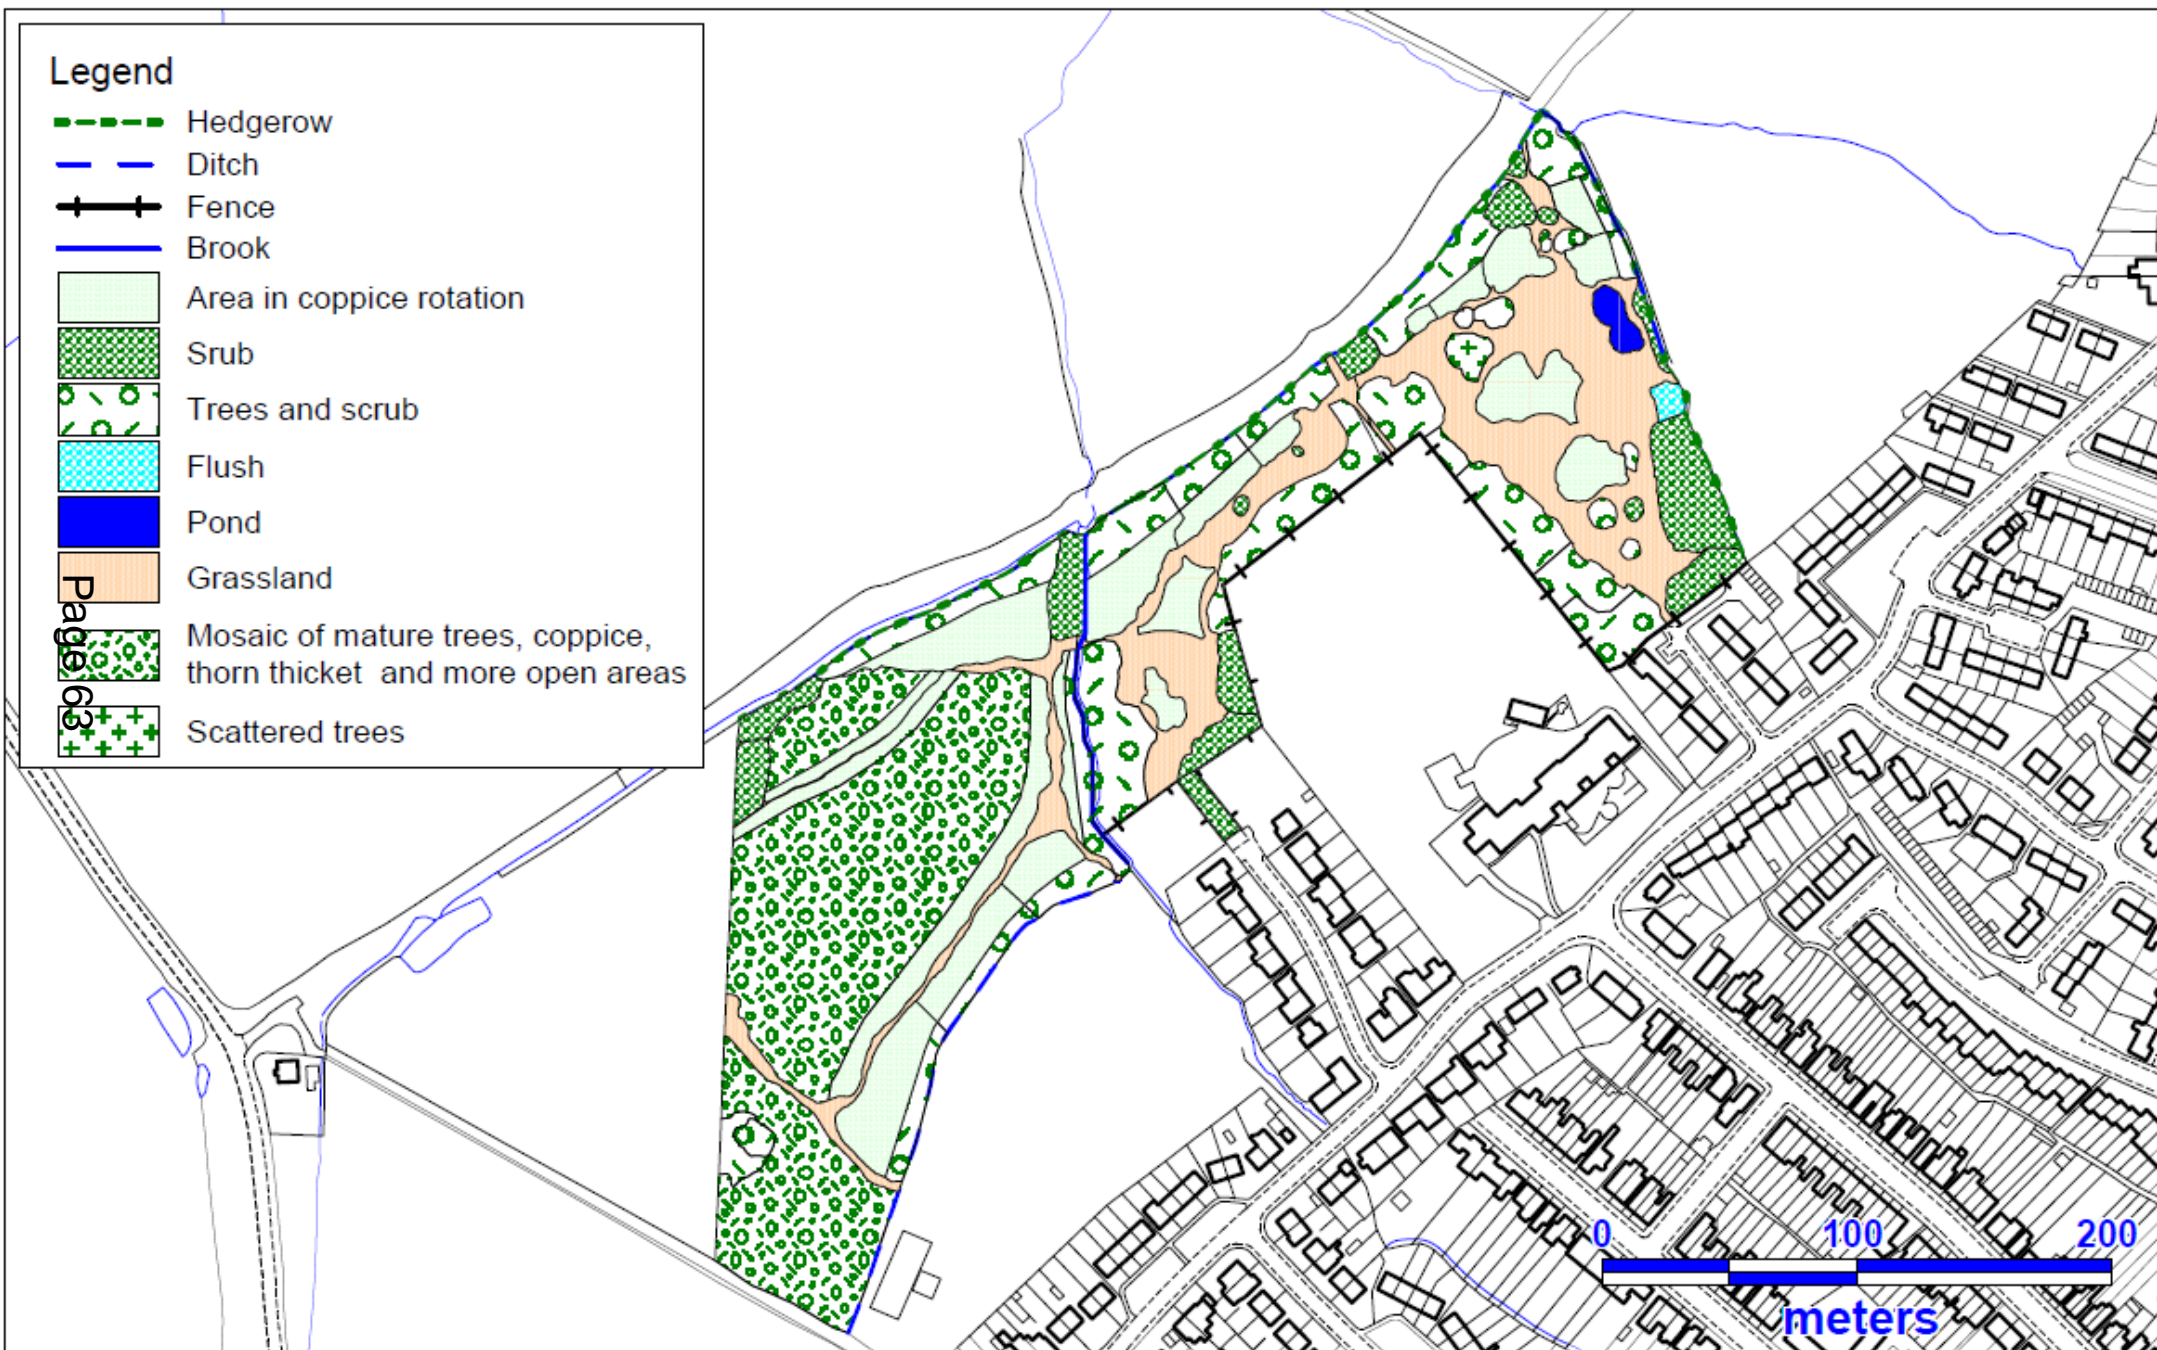 Legend
Hedgerow
Ditch
Fence
Brook
Area in coppice rotation
Srub
Trees and scrub
Flush
Pond
Grassland
Mosaic of mature trees, coppice,
thorn thicket and more open areas
Scattered trees
Page 63
0 100 200
meters